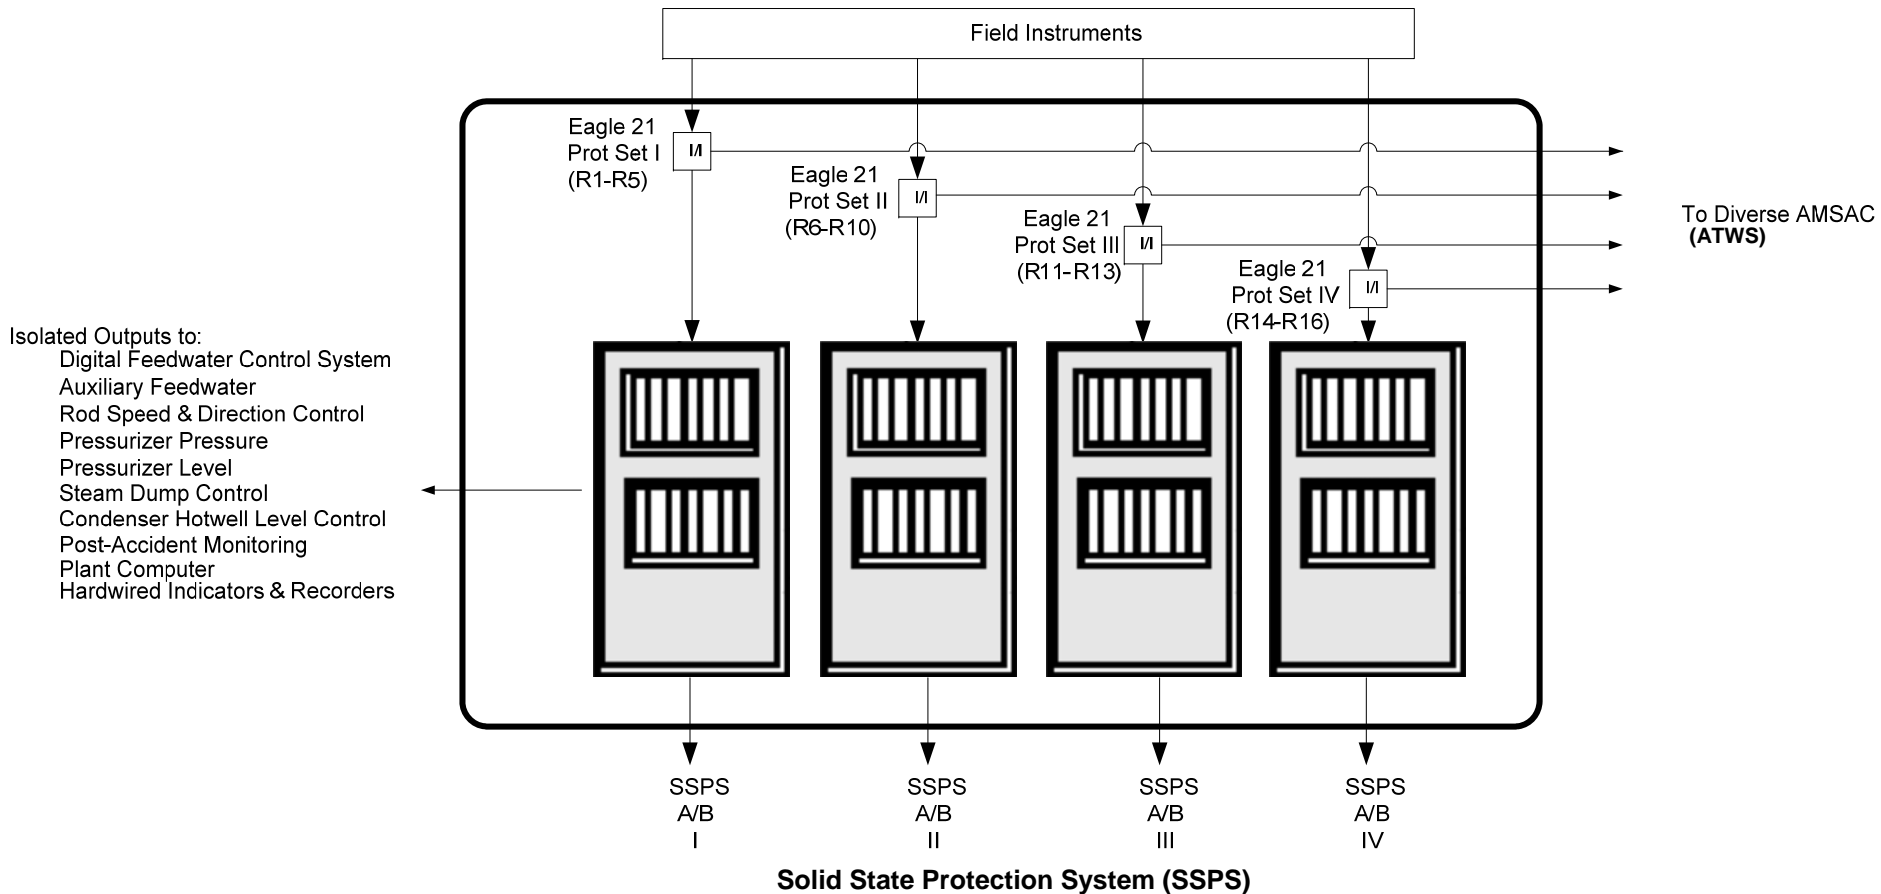 Field Instruments
Eagle 21
Prot Set I
(R1-R5)
I/I
Eagle 21
Prot Set II
(R6-R10)
I/I
Eagle 21
Prot Set III
(R11-R13)
I/I
Eagle 21
Prot Set IV
(R14-R16)
I/I
To Diverse AMSAC
(ATWS)
Isolated Outputs to:
Digital Feedwater Control System
Auxiliary Feedwater
Rod Speed & Direction Control
Pressurizer Pressure
Pressurizer Level
Steam Dump Control
Condenser Hotwell Level Control
Post-Accident Monitoring
Plant Computer
Hardwired Indicators & Recorders
SSPS
A/B
I
SSPS
A/B
II
SSPS
A/B
III
SSPS
A/B
IV
Solid State Protection System (SSPS)